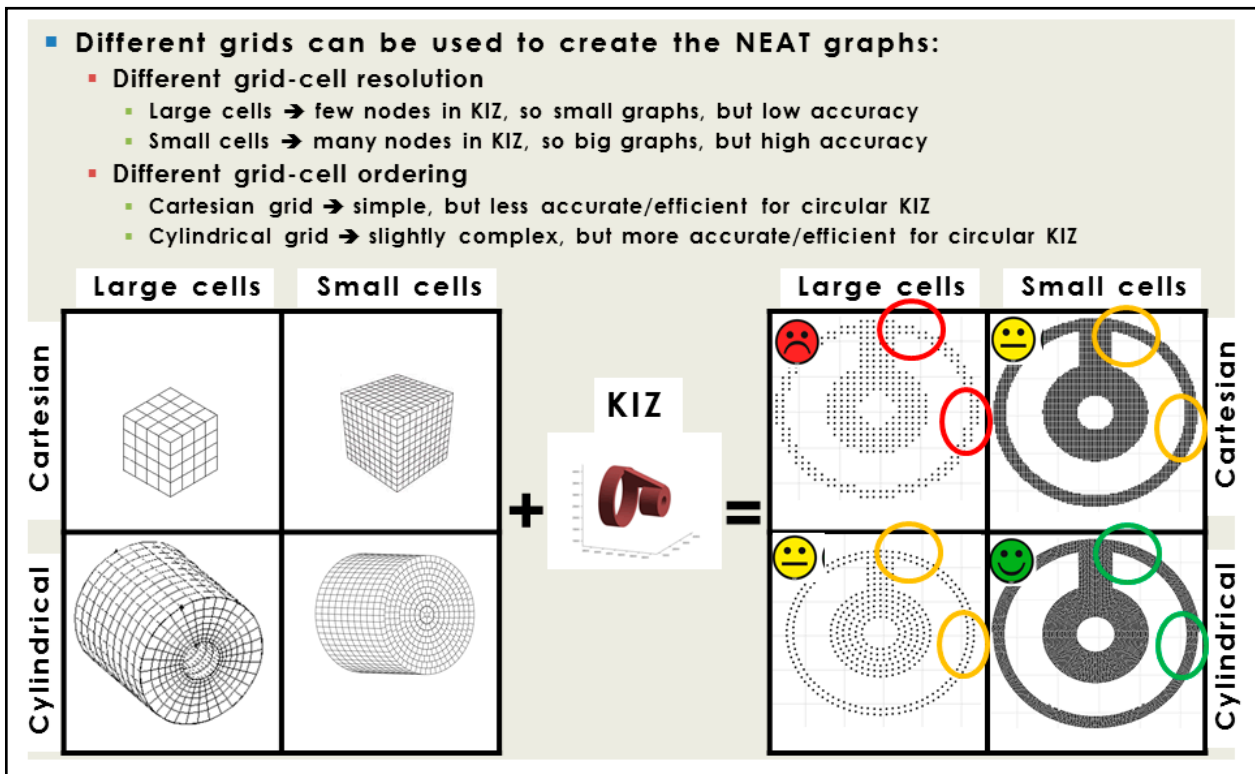 Different grids can be used to create the NEAT graphs:
Different grid-cell resolution
Large cells ➔ few nodes in KIZ, so small graphs, but low accuracy
Small cells ➔ many nodes in KIZ, so big graphs, but high accuracy
Different grid-cell ordering
Cartesian grid ➔ simple, but less accurate/efficient for circular KIZ
Cylindrical grid ➔ slightly complex, but more accurate/efficient for circular KIZ
Large cells
Small cells
Large cells
Small cells
Cartesian
KIZ
Cartesian
+
=
Cylindrical
Cylindrical